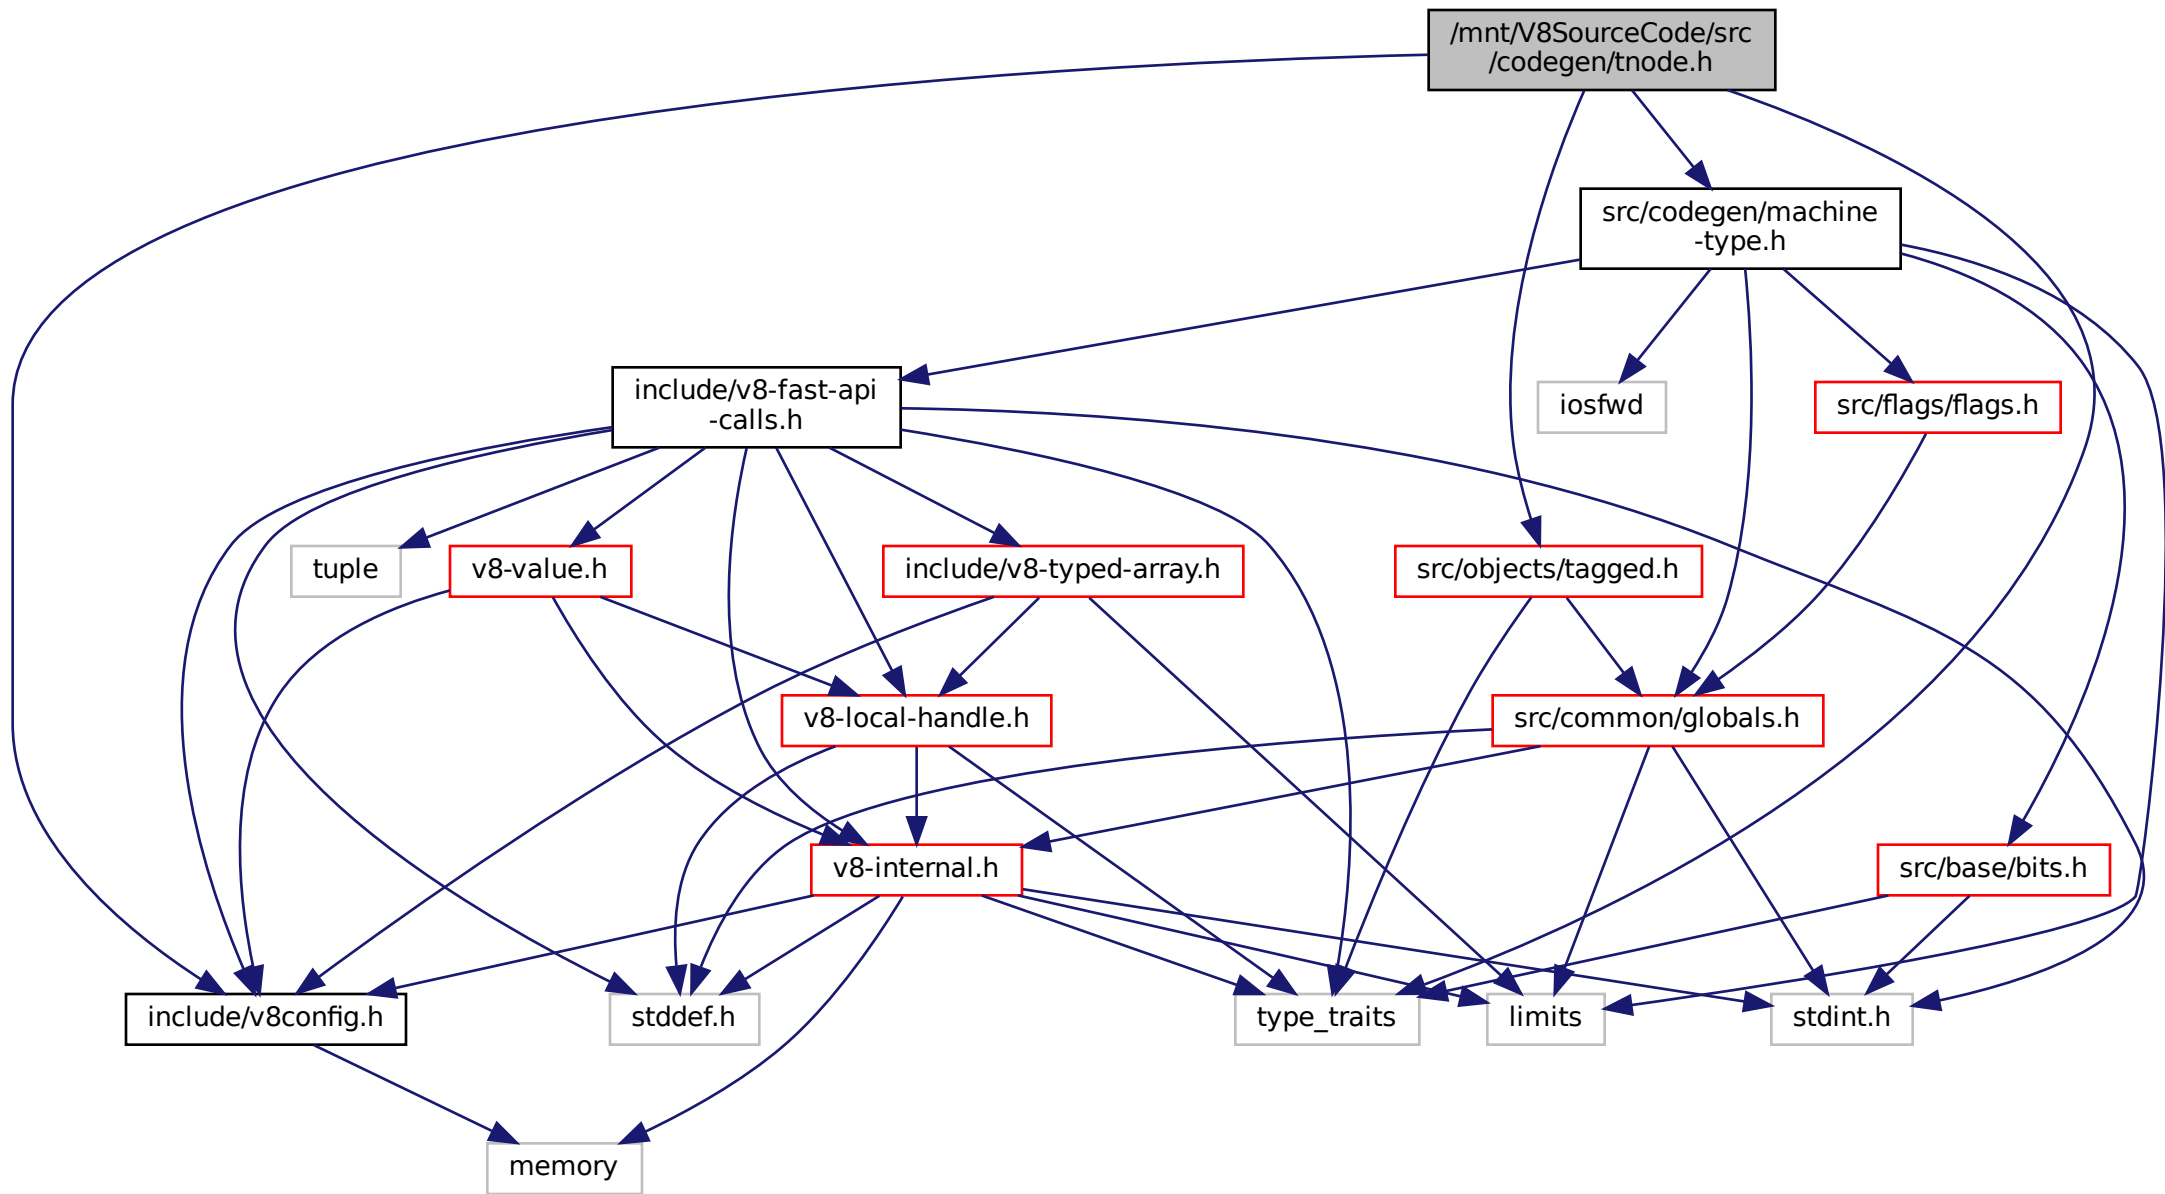 /mnt/V8SourceCode/src
/codegen/tnode.h
src/codegen/machine
-type.h
include/v8-fast-api
-calls.h
iosfwd
src/flags/flags.h
tuple
v8-value.h
include/v8-typed-array.h
src/objects/tagged.h
v8-local-handle.h
src/common/globals.h
v8-internal.h
src/base/bits.h
include/v8config.h
stddef.h
type_traits
limits
stdint.h
memory